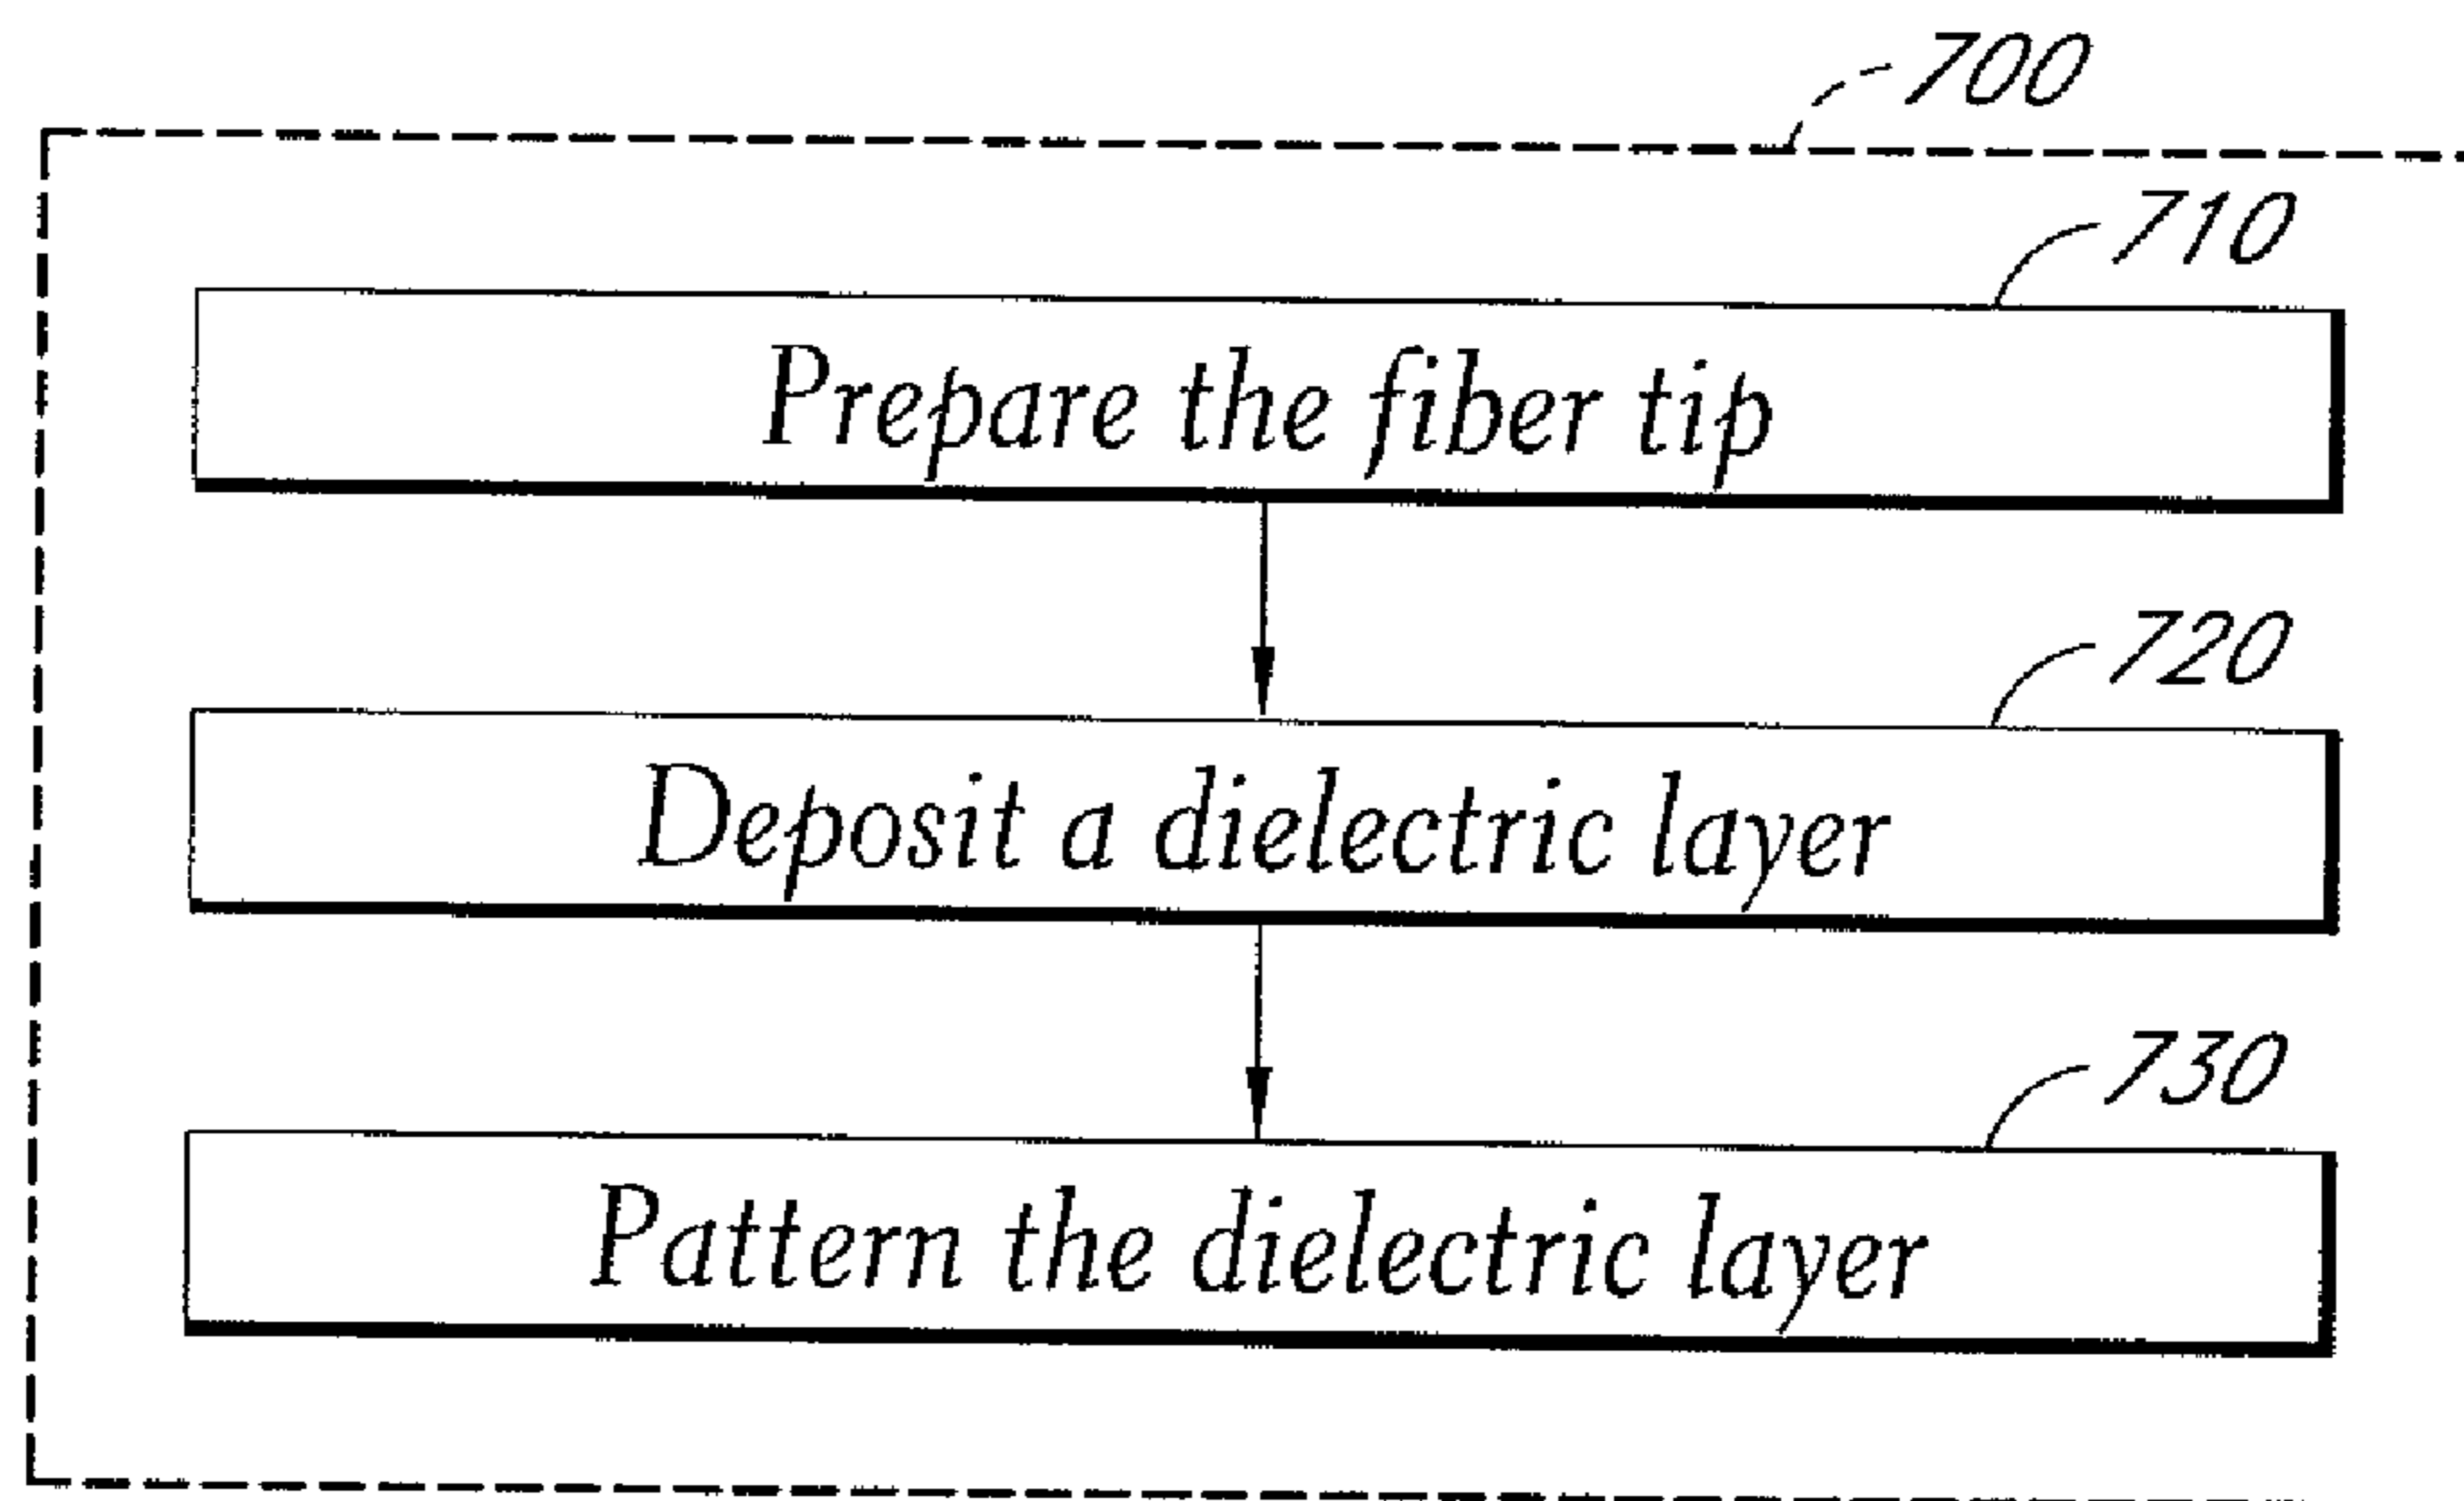 700
710
Prepare the fiber tip
720
Deposit a dielectric layer
730
Pattern the dielectric layer